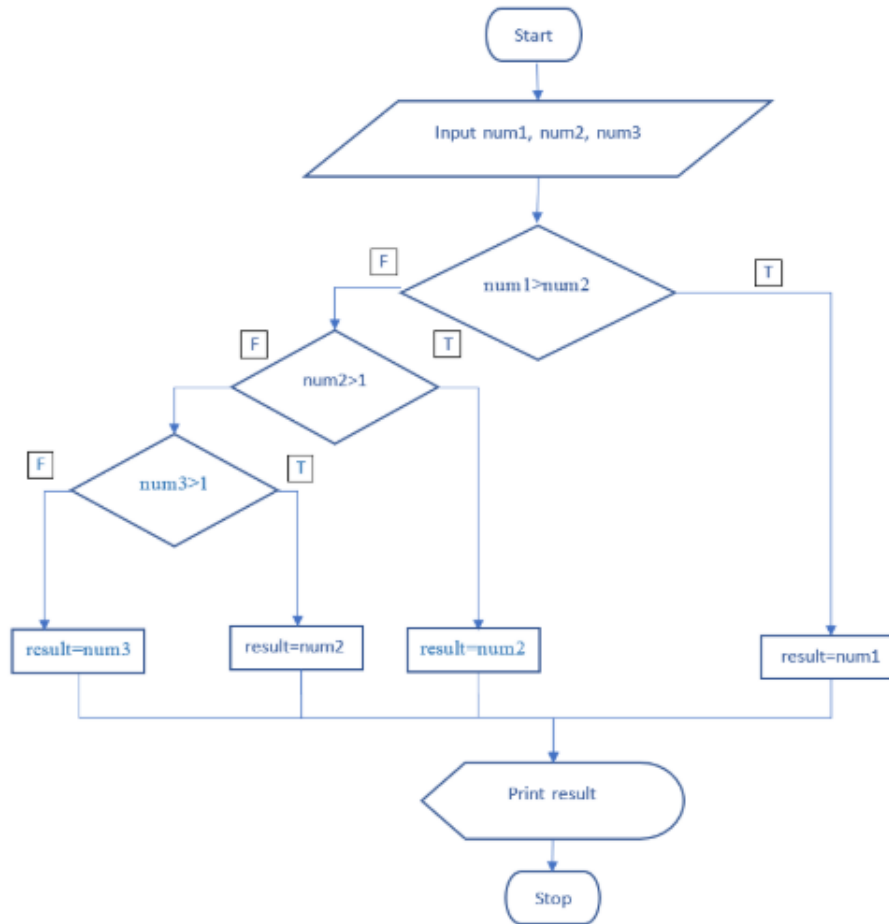 Start
Input num1, num2, num3
num1>num2
F
T
num2>1
F
T
num3>1
F
T
result=num3
result=num2
result=num2
result=num1
Print result
Stop